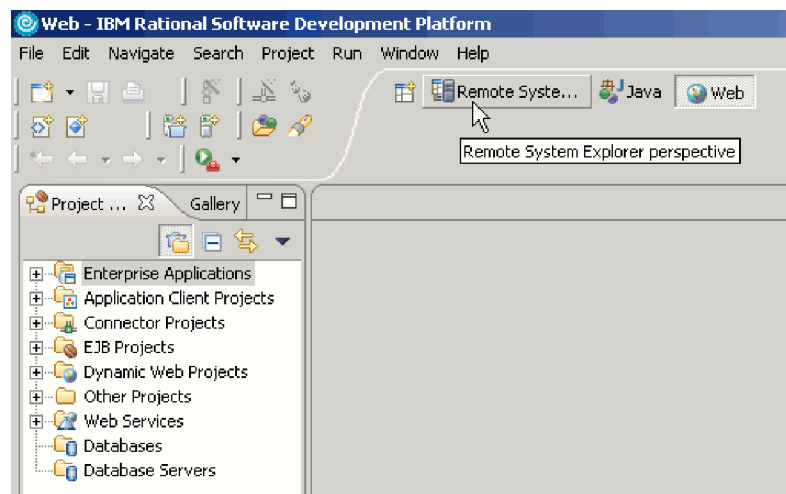 Web - IBM Rational Software Development Platform
File Edit Navigate Search Project Run Window Help
Remote Syste... Java Web
Remote System Explorer perspective
Project ... Gallery
Enterprise Applications
Application Client Projects
Connector Projects
EJB Projects
Dynamic Web Projects
Other Projects
Web Services
Databases
Database Servers